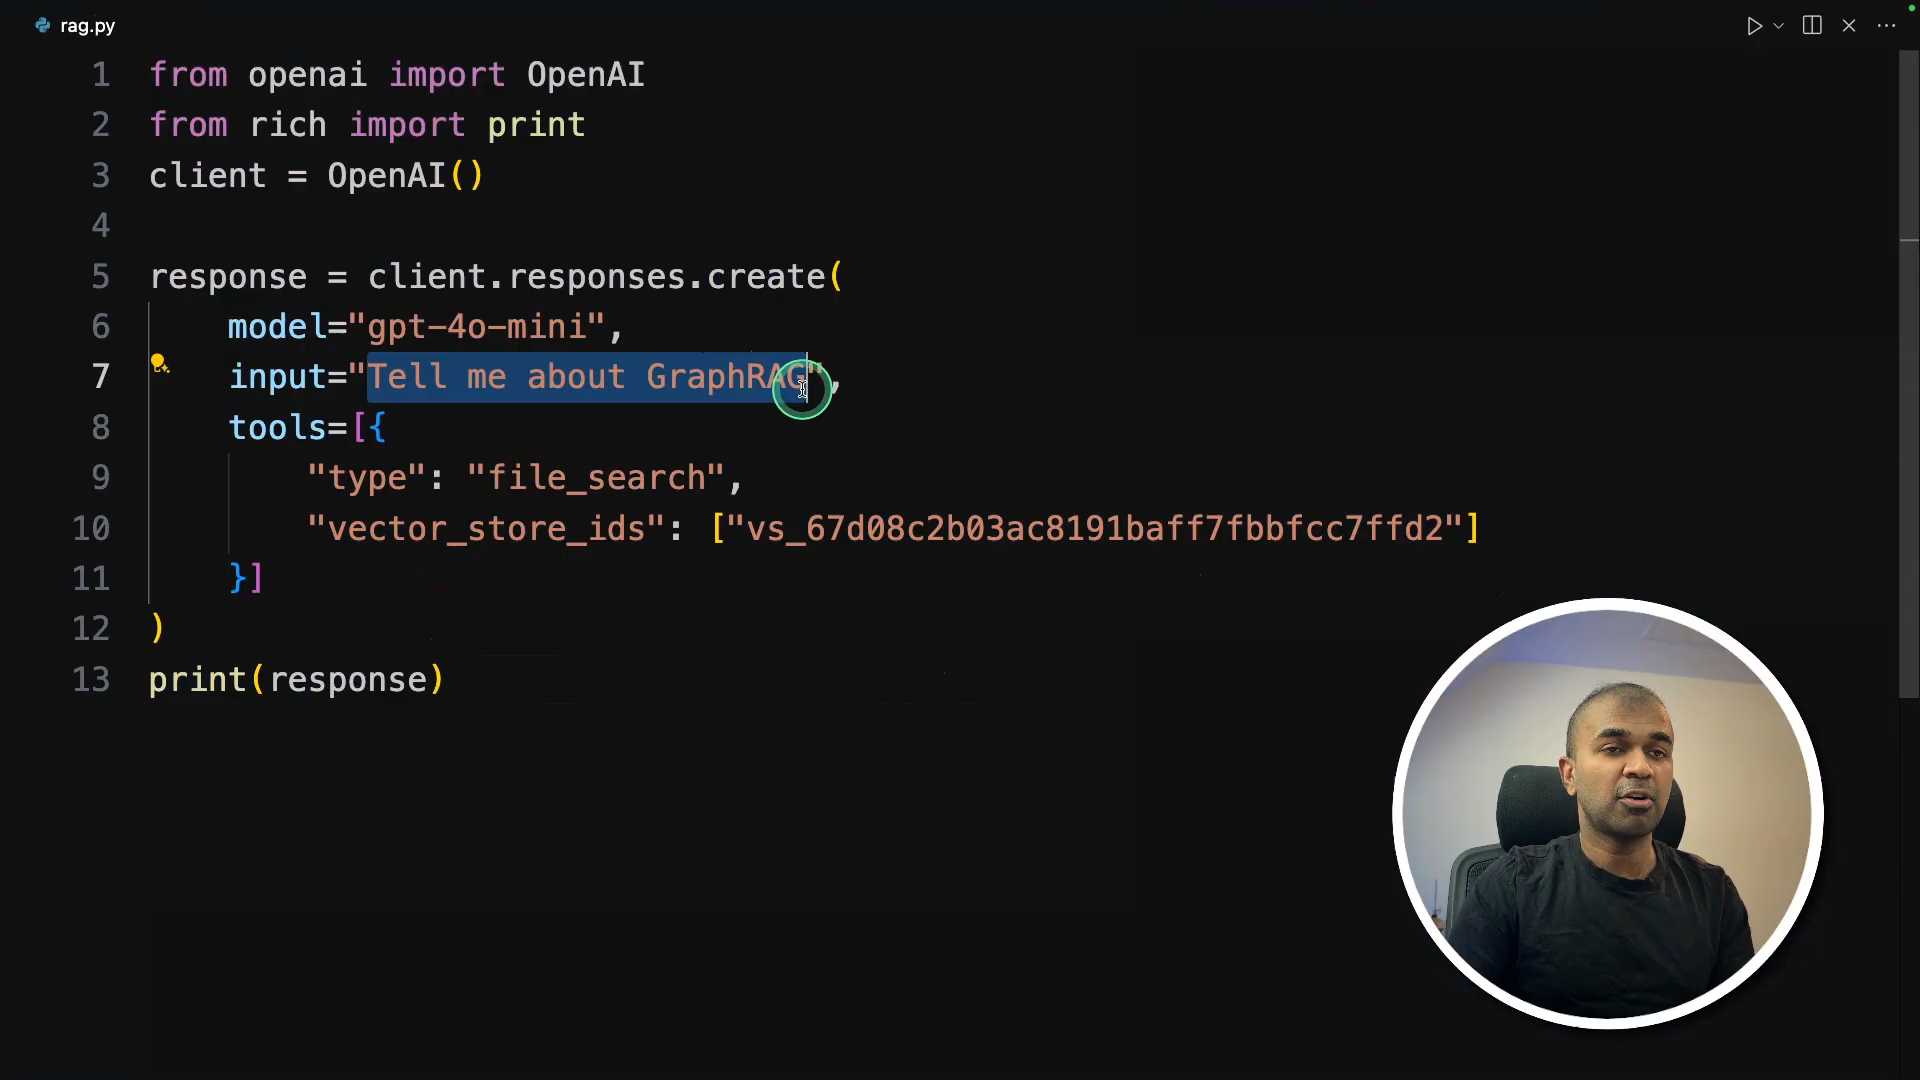 rag.py
1 from openai import OpenAI
2 from rich import print
3 client = OpenAI()
4
5 response = client.responses.create(
6 model="gpt-4o-mini",
7 input="Tell me about GraphRAG",
8 tools=[{
9 "type": "file_search",
10 "vector_store_ids": ["vs_67d08c2b03ac8191baff7fbbfcc7ffd2"]
11 }]
12 )
13 print(response)